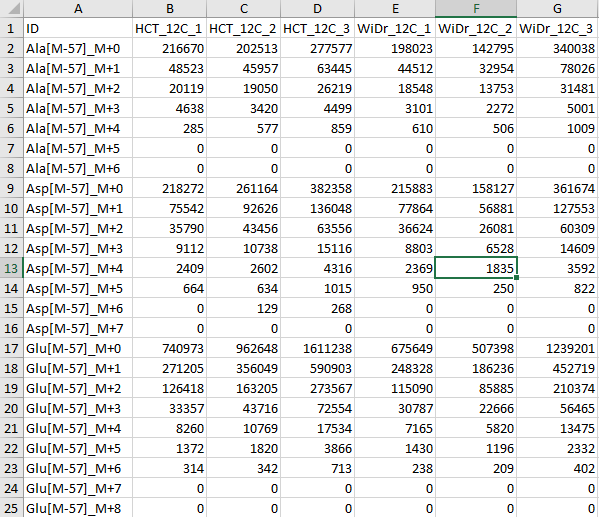 A B C D E F G
1 ID HCT_12C_1 HCT_12C_2 HCT_12C_3 WiDr_12C_1 WiDr_12C_2 WiDr_12C_3
2 Ala[M-57]_M+0 216670 202513 277577 198023 142795 340038
3 Ala[M-57]_M+1 48523 45957 63445 44512 32954 78026
4 Ala[M-57]_M+2 20119 19050 26219 18548 13753 31481
5 Ala[M-57]_M+3 4638 3420 4499 3101 2272 5001
6 Ala[M-57]_M+4 285 577 859 610 506 1009
7 Ala[M-57]_M+5 0 0 0 0 0 0
8 Ala[M-57]_M+6 0 0 0 0 0 0
9 Asp[M-57]_M+0 218272 261164 382358 215883 158127 361674
10 Asp[M-57]_M+1 75542 92626 136048 77864 56881 127553
11 Asp[M-57]_M+2 35790 43456 63556 36624 26081 60309
12 Asp[M-57]_M+3 9112 10738 15116 8803 6528 14609
13 Asp[M-57]_M+4 2409 2602 4316 2369 1835 3592
14 Asp[M-57]_M+5 664 634 1015 950 250 822
15 Asp[M-57]_M+6 0 129 268 0 0 0
16 Asp[M-57]_M+7 0 0 0 0 0 0
17 Glu[M-57]_M+0 740973 962648 1611238 675649 507398 1239201
18 Glu[M-57]_M+1 271205 356049 590903 248328 186236 452719
19 Glu[M-57]_M+2 126418 163205 273567 115090 85885 210374
20 Glu[M-57]_M+3 33357 43716 72554 30787 22666 56465
21 Glu[M-57]_M+4 8260 10769 17534 7165 5820 13475
22 Glu[M-57]_M+5 1372 1820 3866 1430 1196 2332
23 Glu[M-57]_M+6 314 342 713 238 209 402
24 Glu[M-57]_M+7 0 0 0 0 0 0
25 Glu[M-57]_M+8 0 0 0 0 0 0